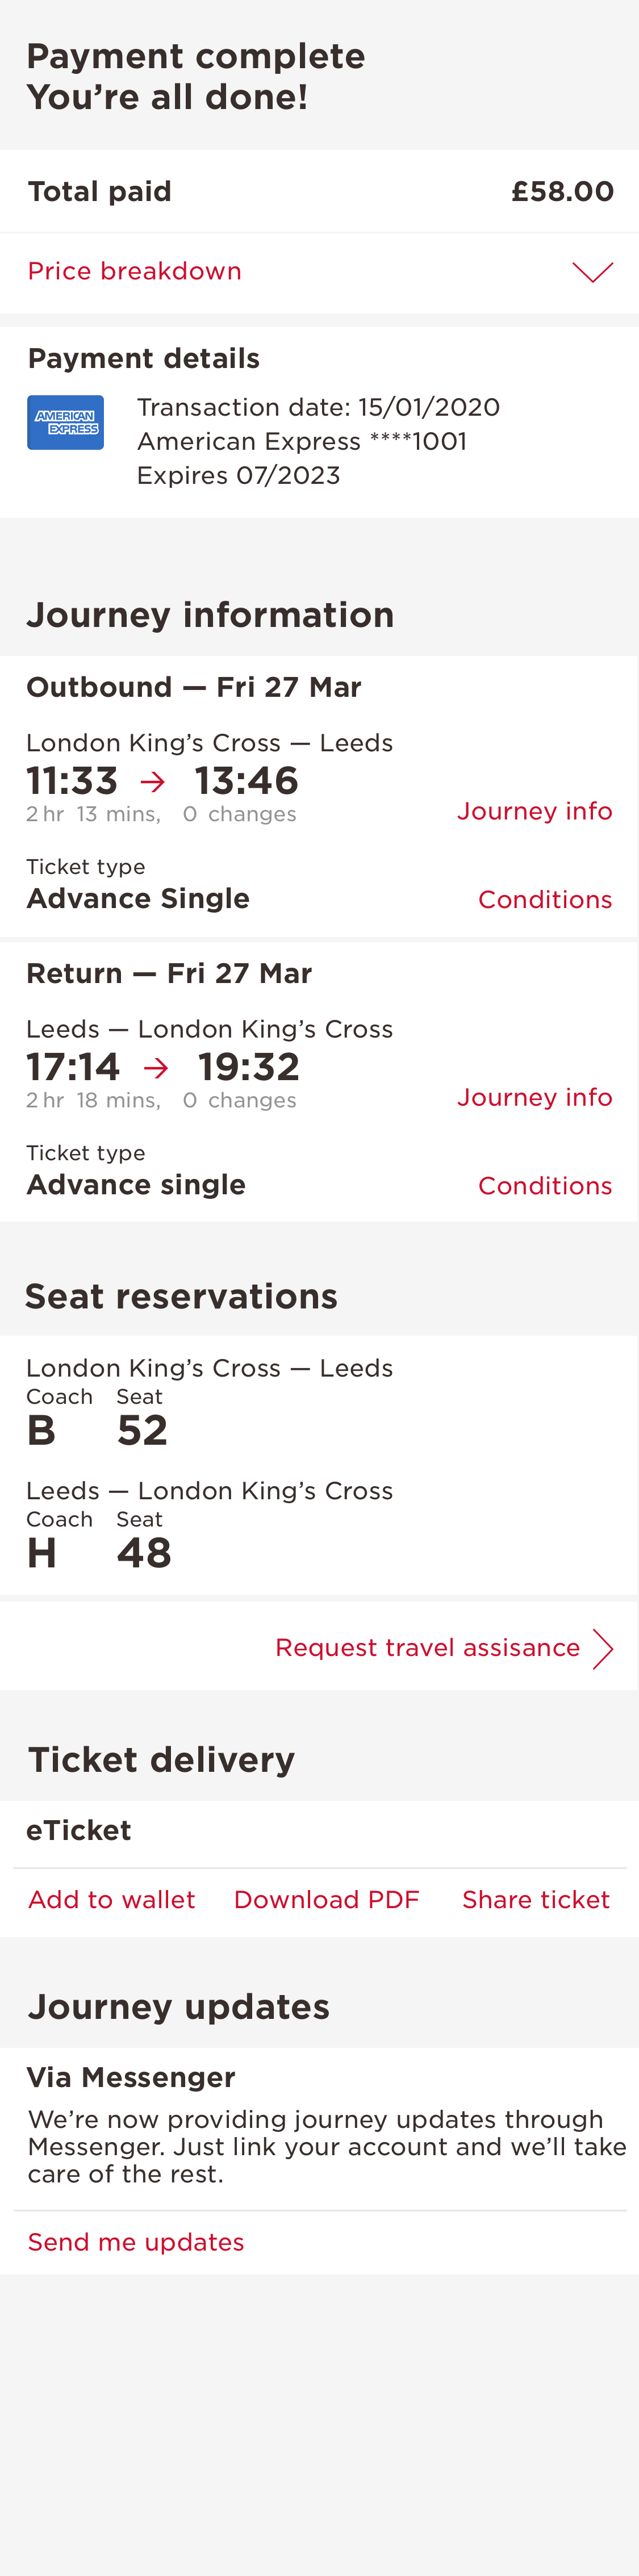 Payment complete
You’re all done!
Total paid £58.00
Price breakdown
Payment details
AMERICAN
EXPRESS
Transaction date: 15/01/2020
American Express ****1001
Expires 07/2023
Journey information
Outbound — Fri 27 Mar
London King’s Cross — Leeds
11:33 → 13:46
2 hr 13 mins, 0 changes
Journey info
Ticket type
Advance Single
Conditions
Return — Fri 27 Mar
Leeds — London King’s Cross
17:14 → 19:32
2 hr 18 mins, 0 changes
Journey info
Ticket type
Advance single
Conditions
Seat reservations
London King’s Cross — Leeds
Coach Seat
B 52
Leeds — London King’s Cross
Coach Seat
H 48
Request travel assisance
Ticket delivery
eTicket
Add to wallet Download PDF Share ticket
Journey updates
Via Messenger
We’re now providing journey updates through
Messenger. Just link your account and we’ll take
care of the rest.
Send me updates